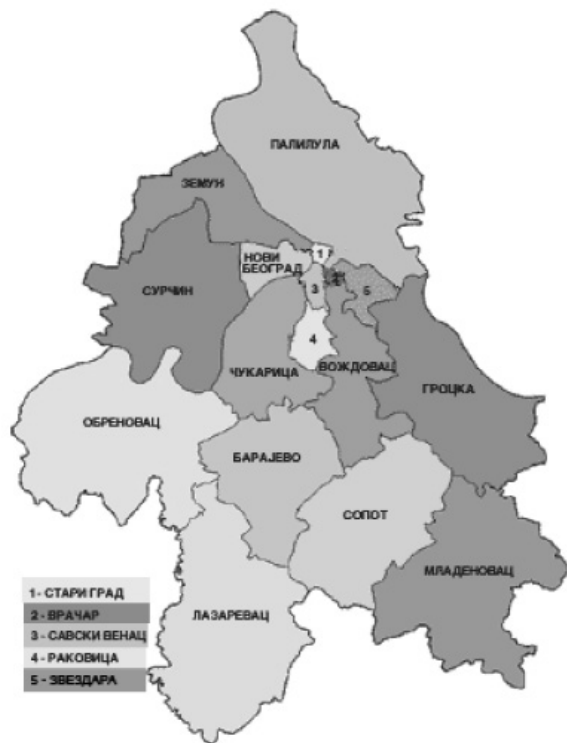 ПАЛИЛУЛА
ЗЕМУН
НОВИ
БЕОГРАД
1
2
3
5
СУРЧИН
4
ЧУКАРИЦА
ВОЖДОВАЦ
ГРОЦКА
ОБРЕНОВАЦ
БАРАЈЕВО
СОПОТ
МЛАДЕНОВАЦ
ЛАЗАРЕВАЦ
1- СТАРИ ГРАД
2 - ВРАЧАР
3 - САВСКИ ВЕНАЦ
4 - РАКОВИЦА
5 - ЗВЕЗДАРА